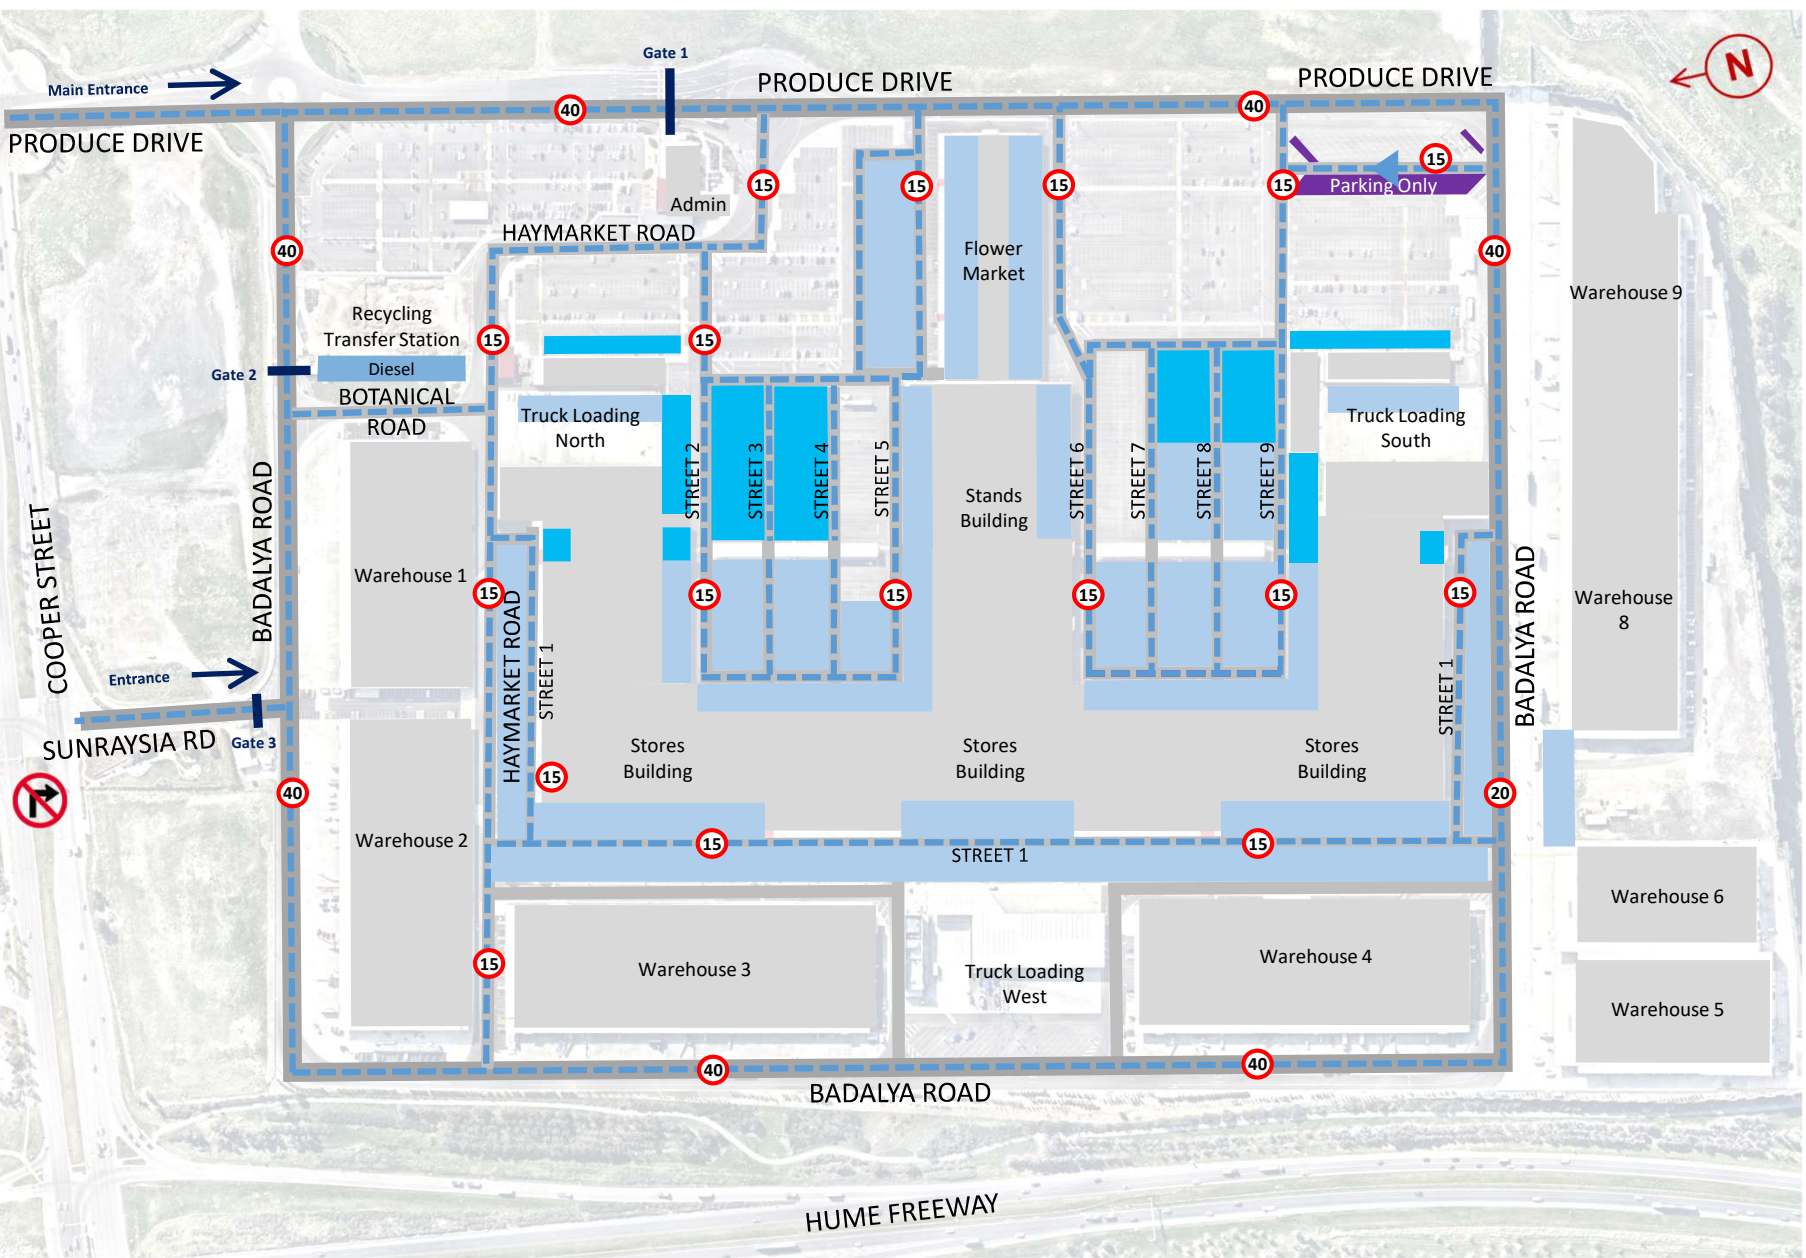 Gate 1
PRODUCE DRIVE
PRODUCE DRIVE
N
Main Entrance
40
40
PRODUCE DRIVE
15
15
15
15
15
Parking Only
Admin
HAYMARKET ROAD
40
Flower
Market
40
Warehouse 9
Recycling
Transfer Station
15
15
Diesel
Gate 2
BOTANICAL
ROAD
Truck Loading
North
Truck Loading
South
STREET 2
STREET 3
STREET 4
STREET 5
STREET 6
STREET 7
STREET 8
STREET 9
Stands
Building
COOPER STREET
BADALYA ROAD
Warehouse 1
15
HAYMARKET ROAD
STREET 1
15
15
15
15
15
STREET 1
BADALYA ROAD
Warehouse
8
Entrance
SUNRAYSIA RD
Gate 3
Stores
Building
Stores
Building
Stores
Building
40
15
20
Warehouse 2
15
STREET 1
15
Warehouse 6
15
Warehouse 3
Truck Loading
West
Warehouse 4
Warehouse 5
40
40
BADALYA ROAD
HUME FREEWAY